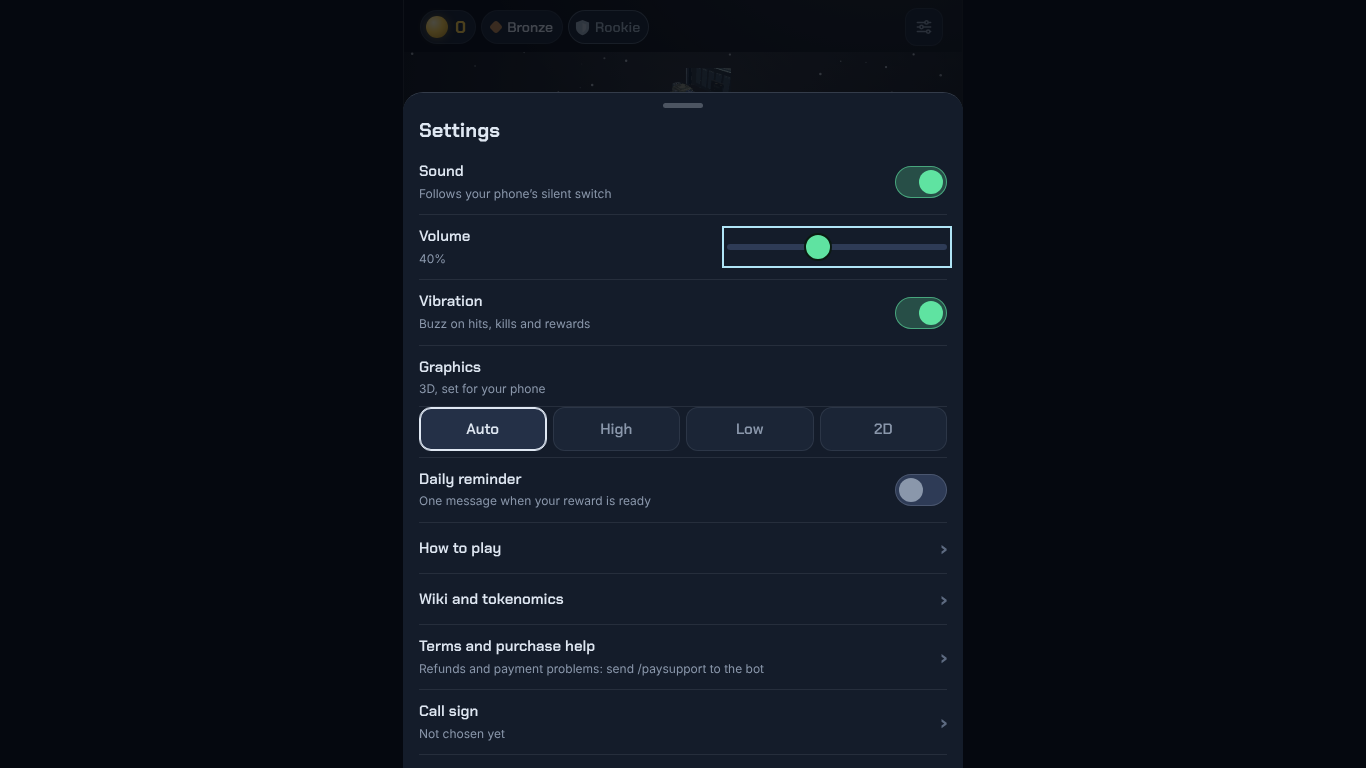 0 Bronze Rookie
Settings
Sound
Follows your phone's silent switch
Volume
40%
Vibration
Buzz on hits, kills and rewards
Graphics
3D, set for your phone
Auto High Low 2D
Daily reminder
One message when your reward is ready
How to play
Wiki and tokenomics
Terms and purchase help
Refunds and payment problems: send /paysupport to the bot
Call sign
Not chosen yet